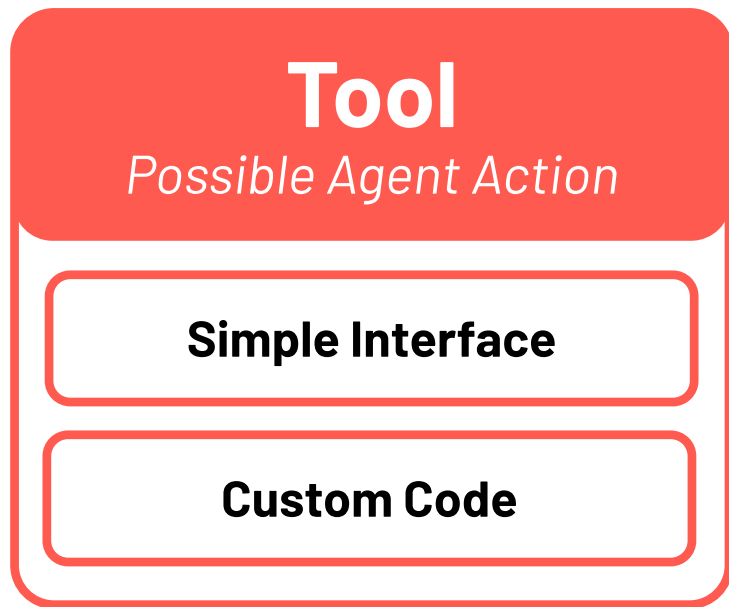 Tool
Possible Agent Action
Simple Interface
Custom Code